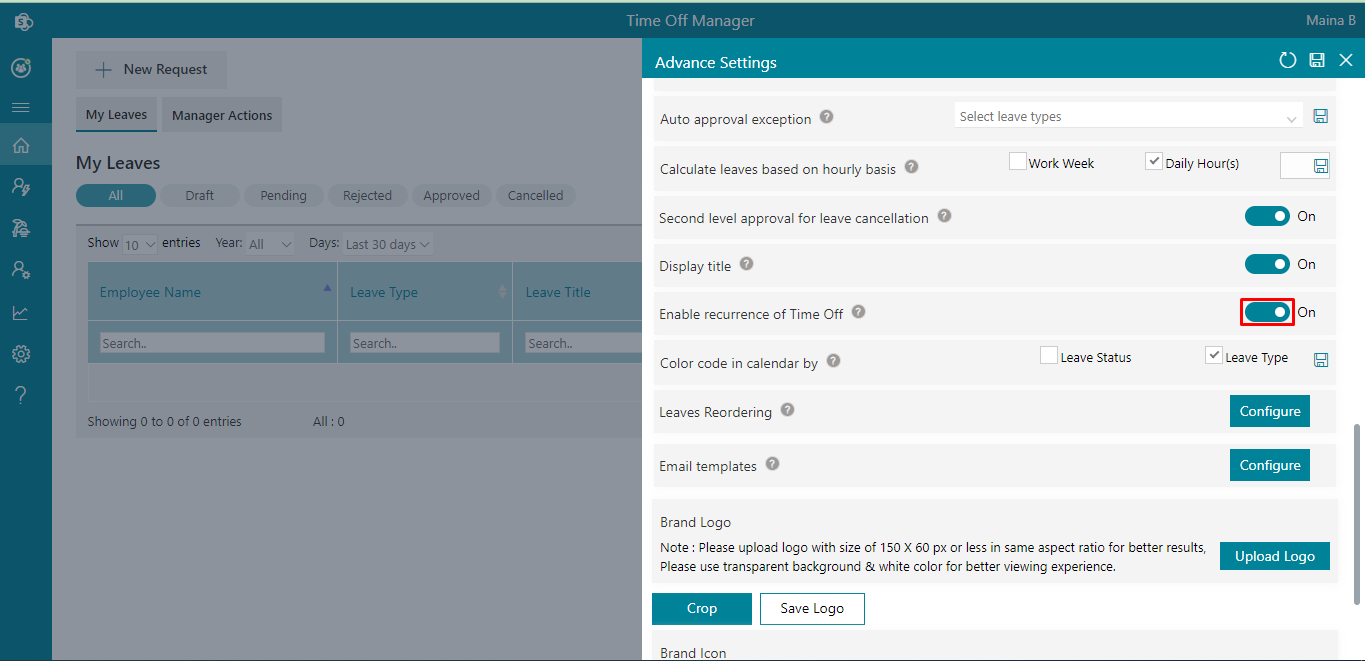 Time Off Manager
Maina B
New Request
My Leaves
Manager Actions
My Leaves
All
Draft
Pending
Rejected
Approved
Cancelled
Show 10 entries
Year: All
Days: Last 30 days
Employee Name
Leave Type
Leave Title
Search..
Search..
Search..
Showing 0 to 0 of 0 entries
All : 0
Advance Settings
Auto approval exception ?
Select leave types
Calculate leaves based on hourly basis ?
Work Week
Daily Hour(s)
Second level approval for leave cancellation ?
On
Display title ?
On
Enable recurrence of Time Off ?
On
Color code in calendar by ?
Leave Status
Leave Type
Leaves Reordering ?
Configure
Email templates ?
Configure
Brand Logo
Note : Please upload logo with size of 150 X 60 px or less in same aspect ratio for better results,
Please use transparent background & white color for better viewing experience.
Upload Logo
Crop
Save Logo
Brand Icon